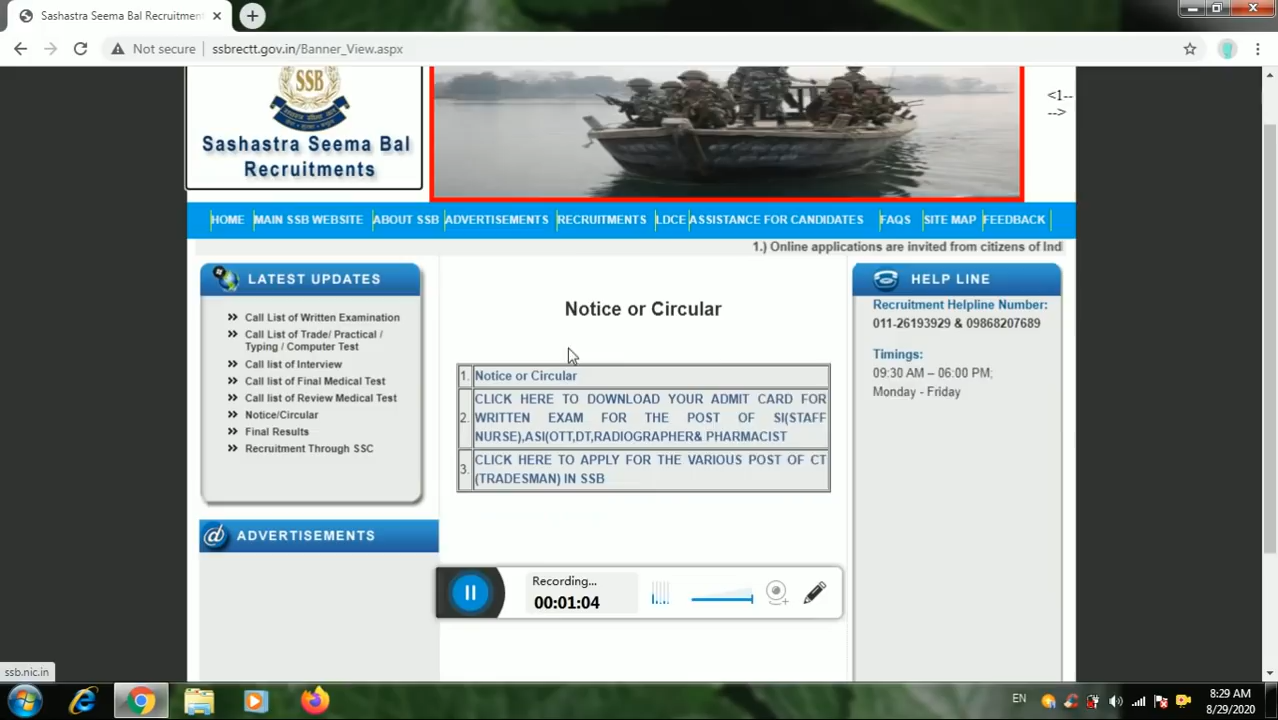 Sashastra Seema Bal Recruitmen
Not secure
ssbrectt.gov.in/Banner_View.aspx
SSB
Sashastra Seema Bal
Recruitments
<1--
-->
HOME
MAIN SSB WEBSITE
ABOUT SSB
ADVERTISEMENTS
RECRUITMENTS
LDCE
ASSISTANCE FOR CANDIDATES
FAQS
SITE MAP
FEEDBACK
1.) Online applications are invited from citizens of Ind
LATEST UPDATES
Call List of Written Examination
Call List of Trade/ Practical /
Typing / Computer Test
Call list of Interview
Call list of Final Medical Test
Call list of Review Medical Test
Notice/Circular
Final Results
Recruitment Through SSC
@ ADVERTISEMENTS
Notice or Circular
1. Notice or Circular
2. CLICK HERE TO DOWNLOAD YOUR ADMIT CARD FOR
WRITTEN EXAM FOR THE POST OF SI(STAFF
NURSE),ASI(OTT,DT,RADIOGRAPHER& PHARMACIST
3. CLICK HERE TO APPLY FOR THE VARIOUS POST OF CT
(TRADESMAN) IN SSB
HELP LINE
Recruitment Helpline Number:
011-26193929 & 09868207689
Timings:
09:30 AM – 06:00 PM;
Monday - Friday
Recording...
00:01:04
ssb.nic.in
EN
8:29 AM
8/29/2020